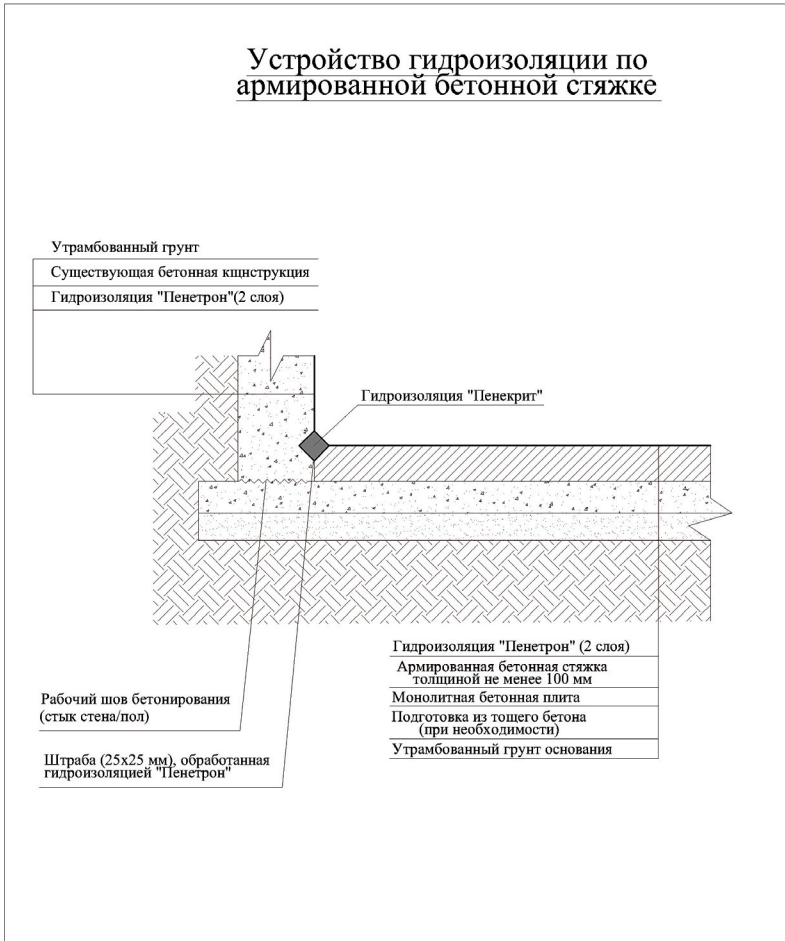 Устройство гидроизоляции по
армированной бетонной стяжке
Утрамбованный грунт
Существующая бетонная кщнструкция
Гидроизоляция "Пенетрон"(2 слоя)
Гидроизоляция "Пенекрит"
Гидроизоляция "Пенетрон" (2 слоя)
Армированная бетонная стяжка
толщиной не менее 100 мм
Монолитная бетонная плита
Подготовка из тощего бетона
(при необходимости)
Утрамбованный грунт основания
Рабочий шов бетонирования
(стык стена/пол)
Штраба (25х25 мм), обработанная
гидроизоляцией "Пенетрон"